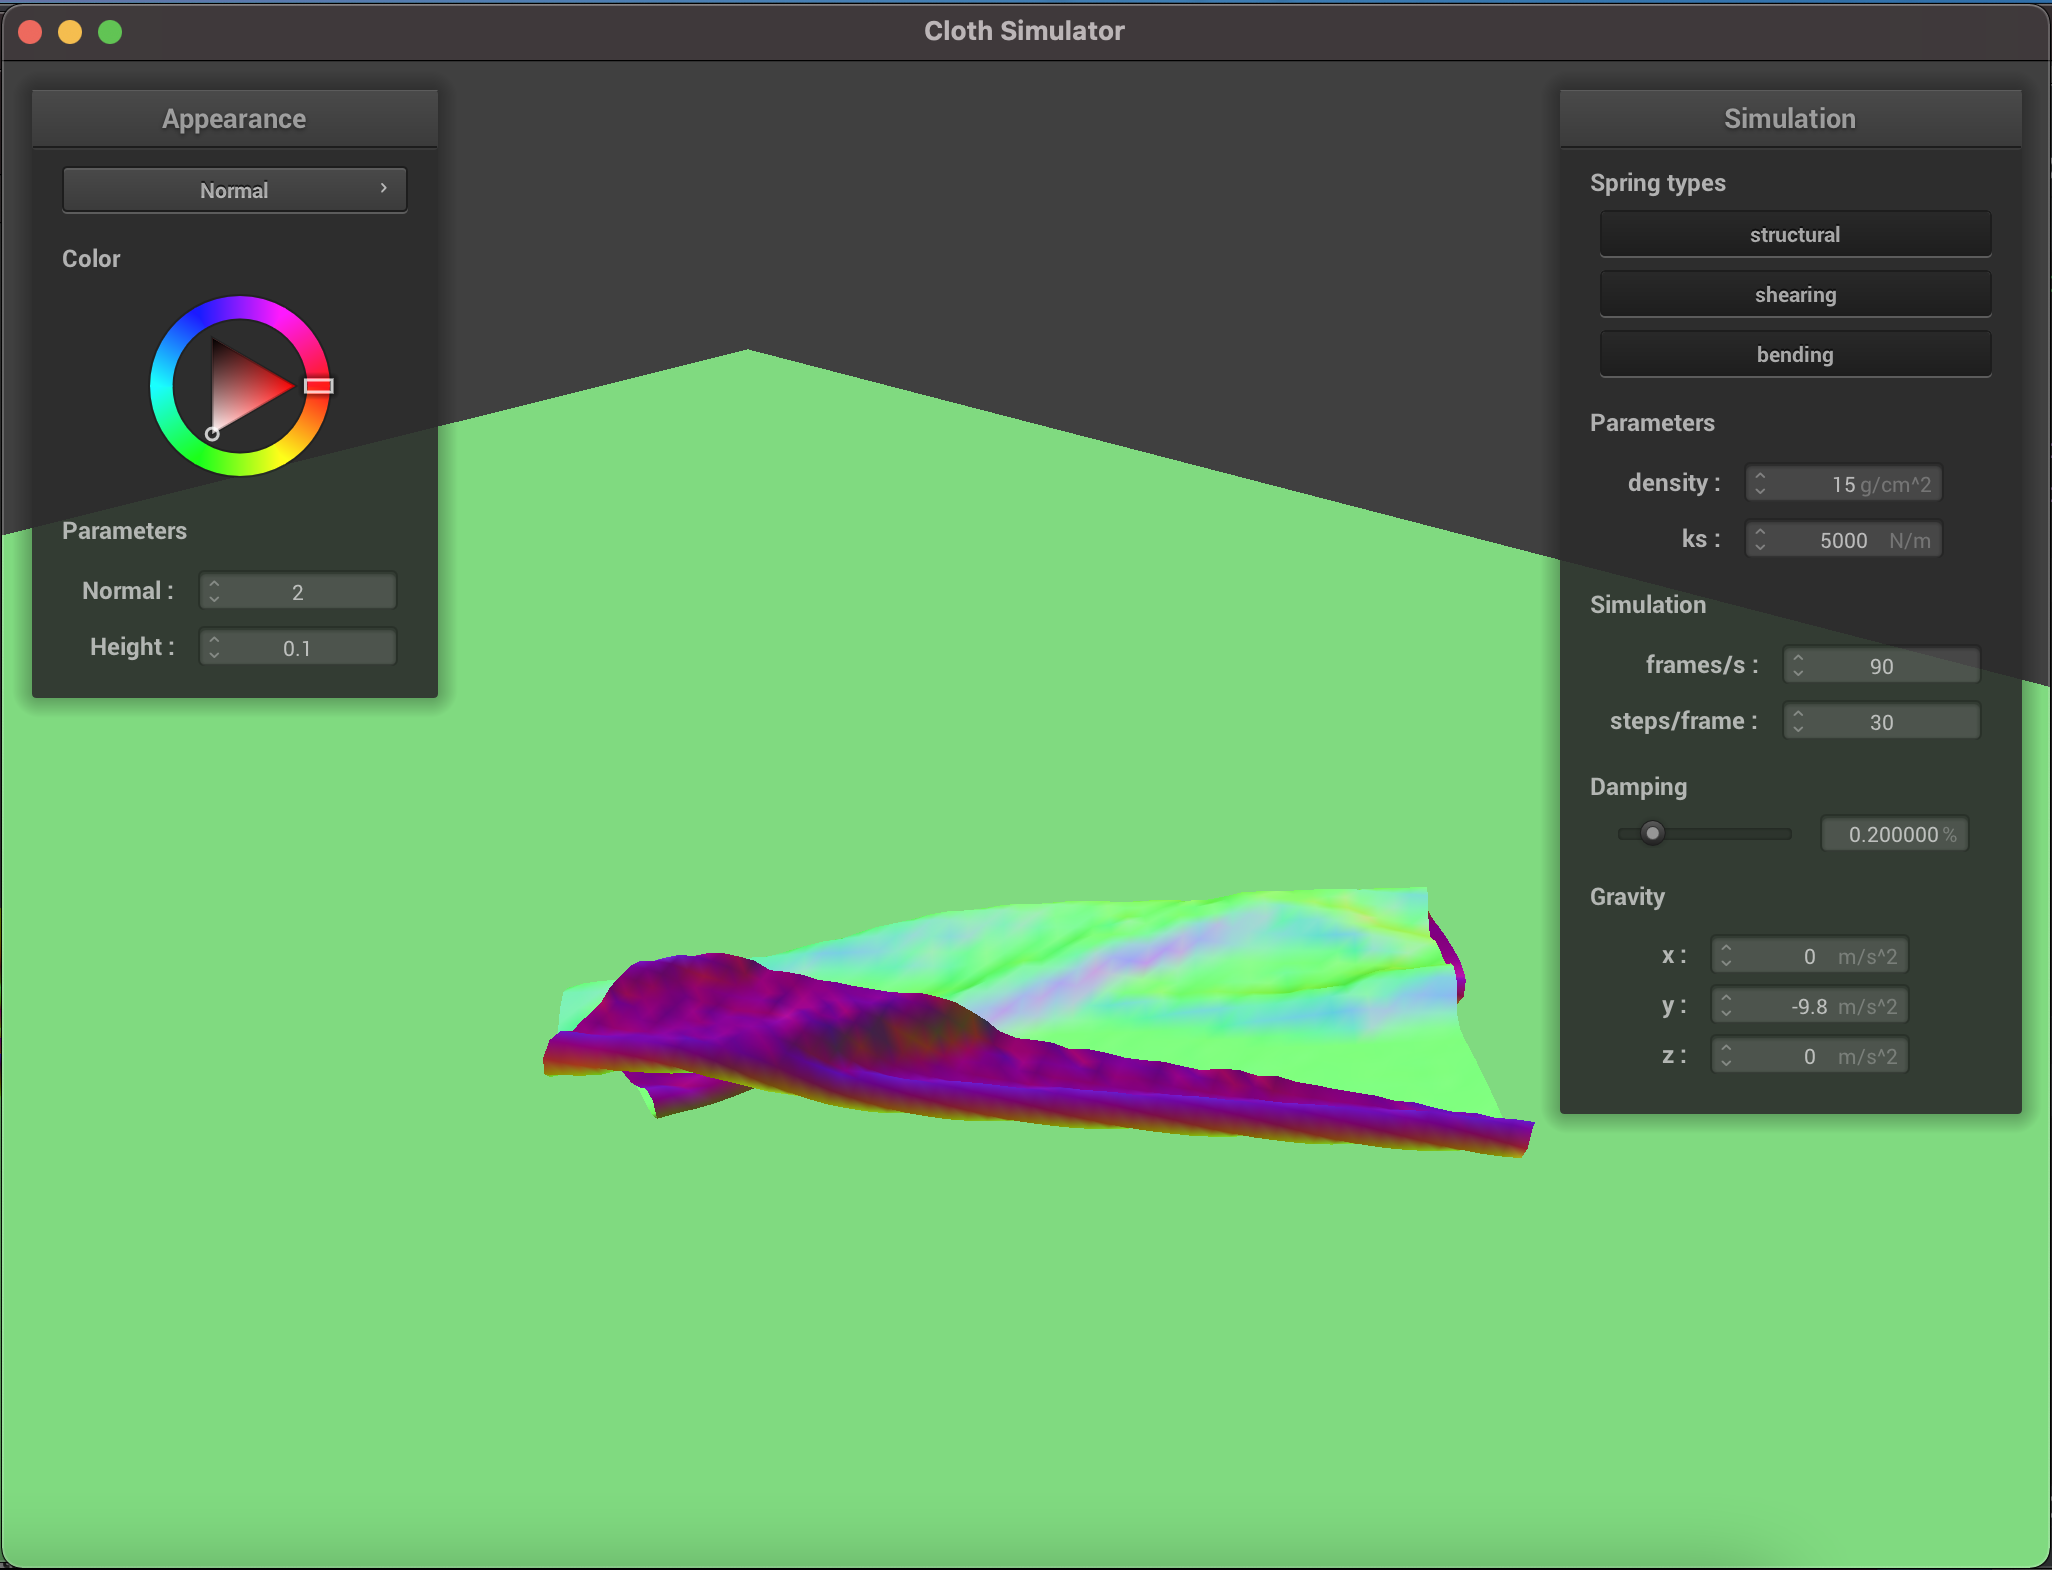 Cloth Simulator
Appearance
Normal
Color
Parameters
Normal : 2
Height : 0.1
Simulation
Spring types
structural
shearing
bending
Parameters
density : 15 g/cm^2
ks : 5000 N/m
Simulation
frames/s : 90
steps/frame : 30
Damping
0.200000 %
Gravity
x : 0 m/s^2
y : -9.8 m/s^2
z : 0 m/s^2